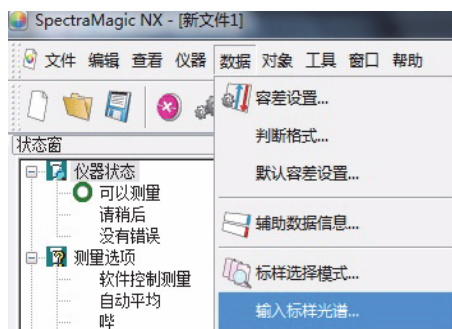 SpectraMagic NX - [新文件1]
文件 编辑 查看 仪器 数据 对象 工具 窗口 帮助
容差设置...
判断格式...
默认容差设置...
辅助数据信息...
标样选择模式...
输入标样光谱...
状态窗
仪器状态
可以测量
请稍后
没有错误
测量选项
软件控制测量
自动平均
哔